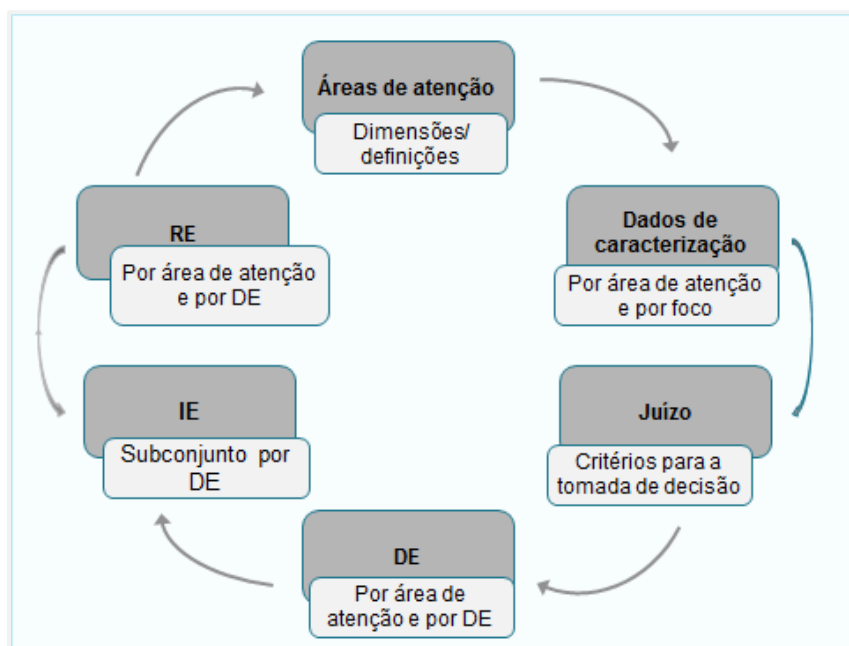 Áreas de atenção
Dimensões/
definições
Dados de
caracterização
Por área de atenção
e por foco
Juízo
Critérios para a
tomada de decisão
DE
Por área de
atenção e por DE
IE
Subconjunto por
DE
RE
Por área de atenção
e por DE